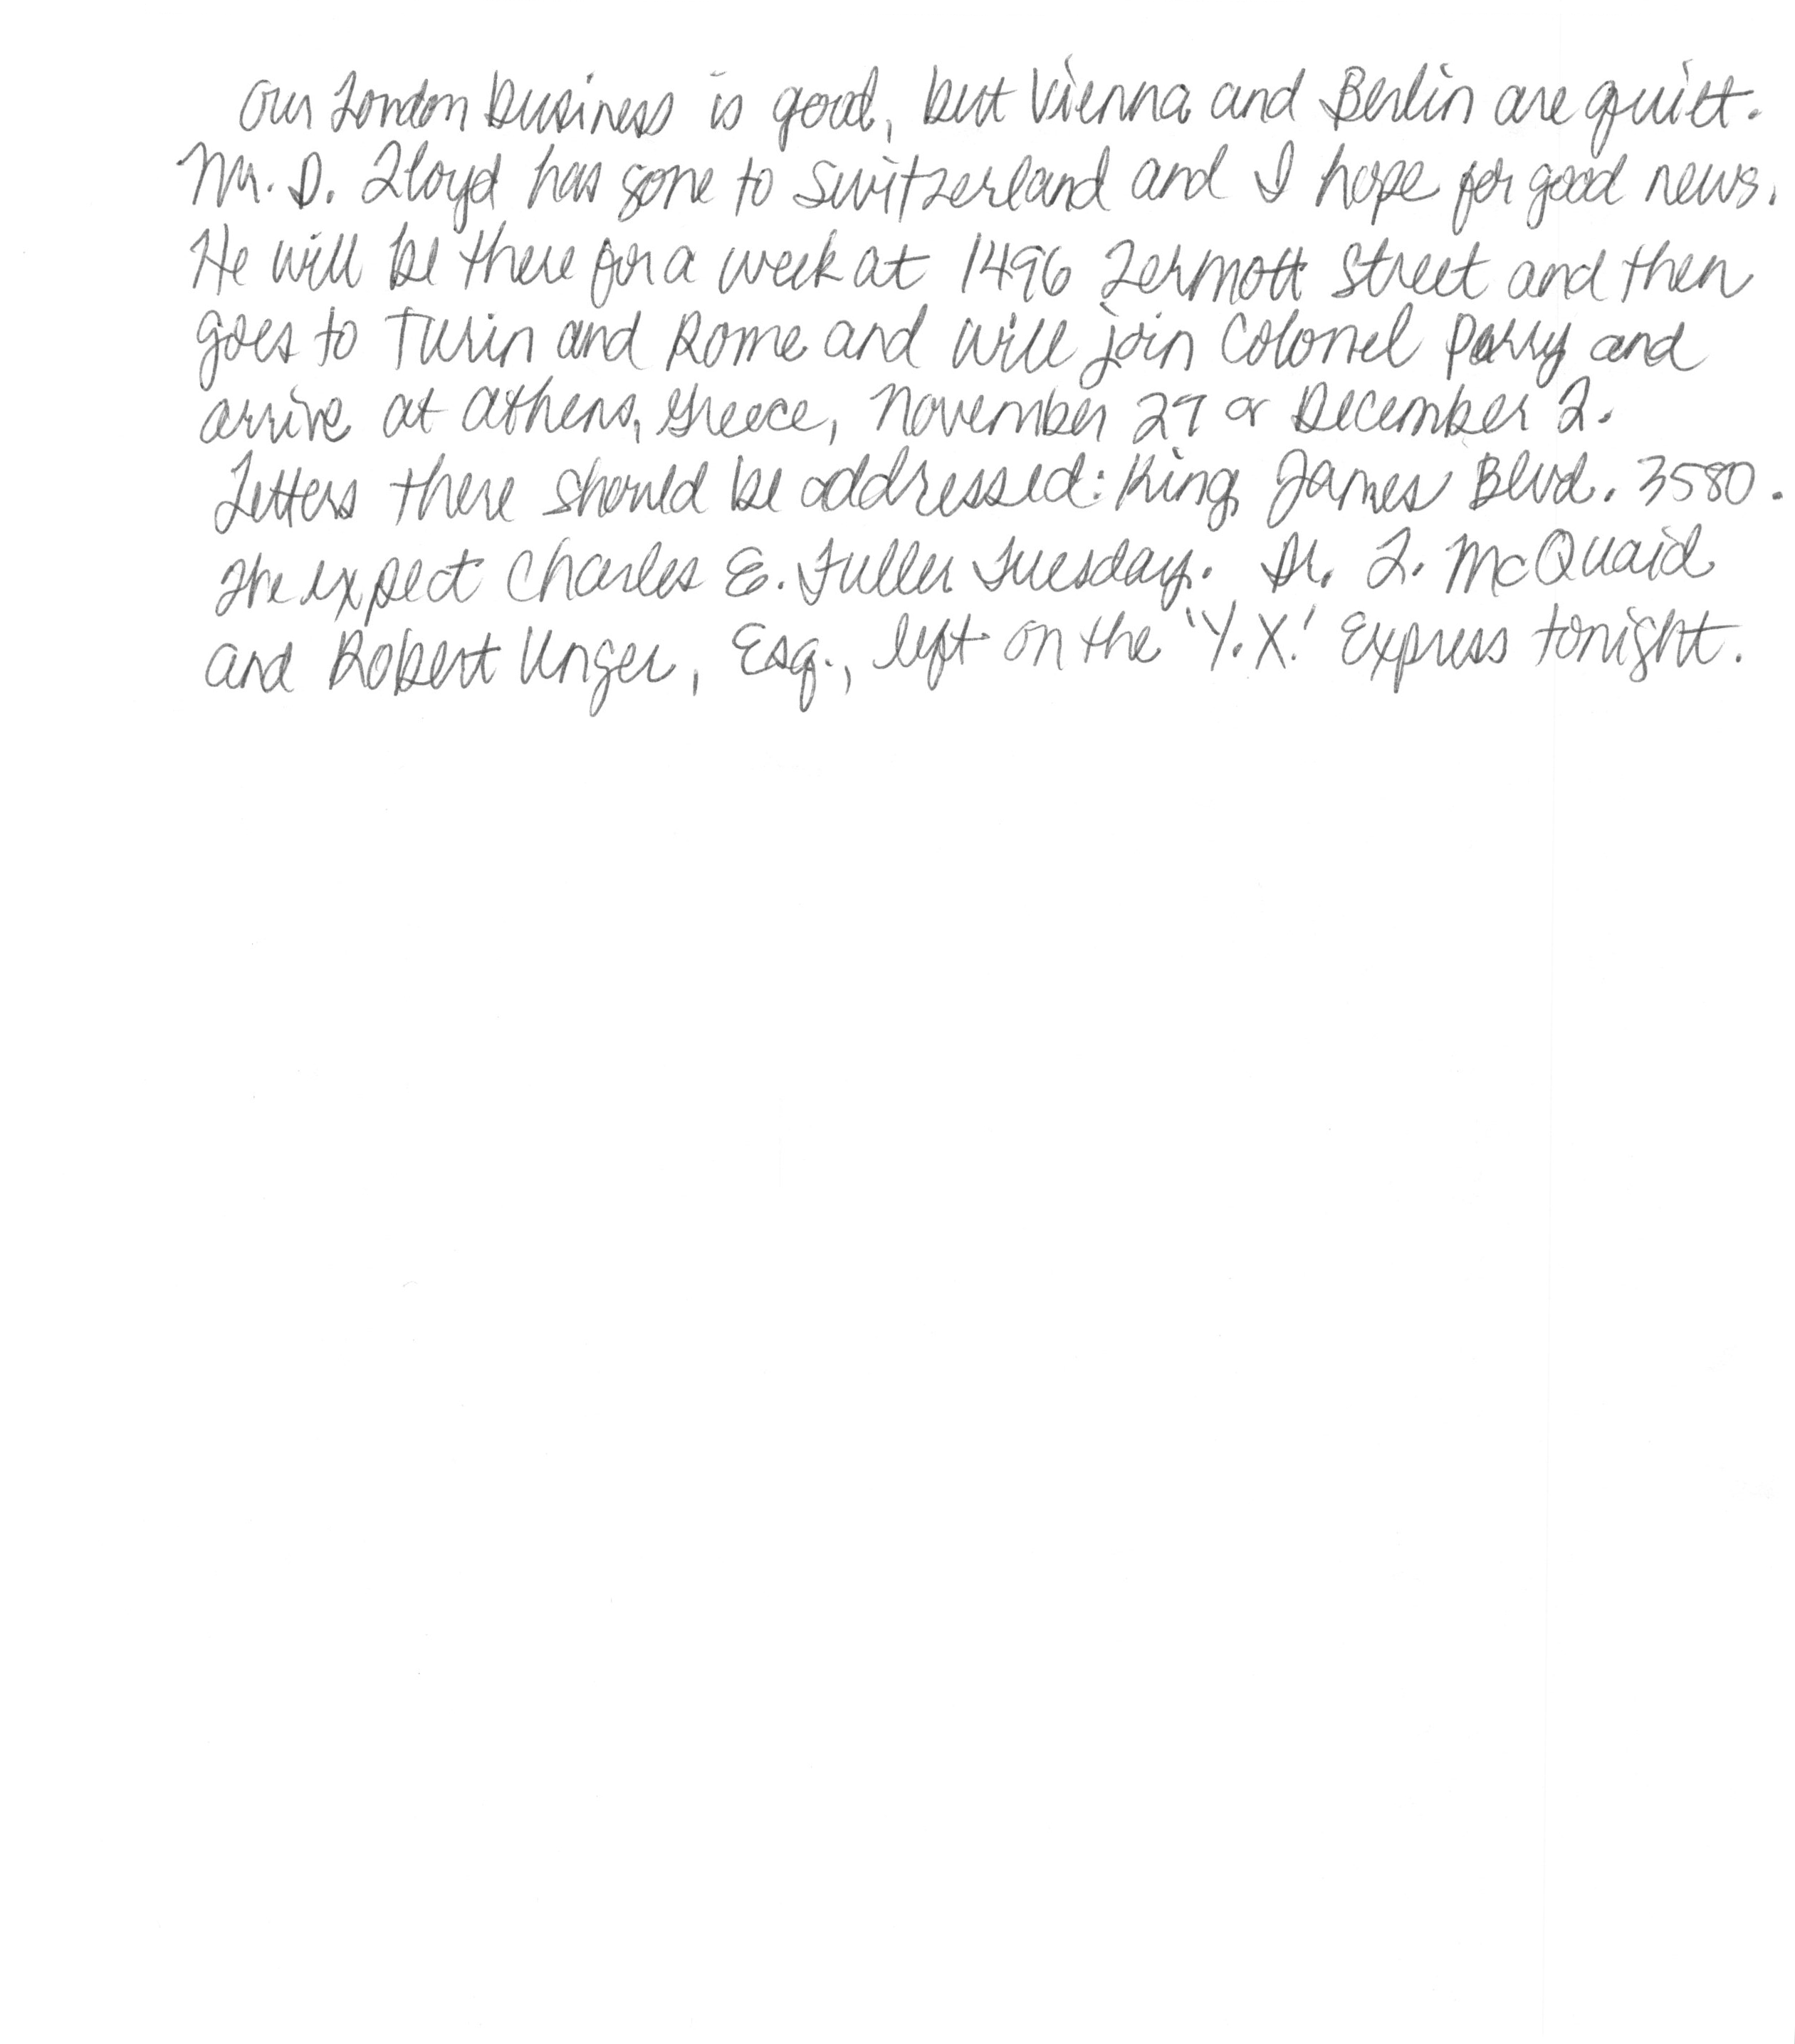 Our London business is good, but Vienna and Berlin are quiet.
Mr. D. Lloyd has gone to Switzerland and I hope for good news.
He will be there for a week at 1496 Zermott Street and then
goes to Turin and Rome and will join Colonel Parry and
arrive at Athens, Greece, November 27 or December 2.
Letters there should be addressed: King James Blvd. 3580.
We expect Charles E. Fuller Tuesday. Dr. L. McQuaid
and Robert Unger, Esq., left on the 'Y.X.' Express tonight.